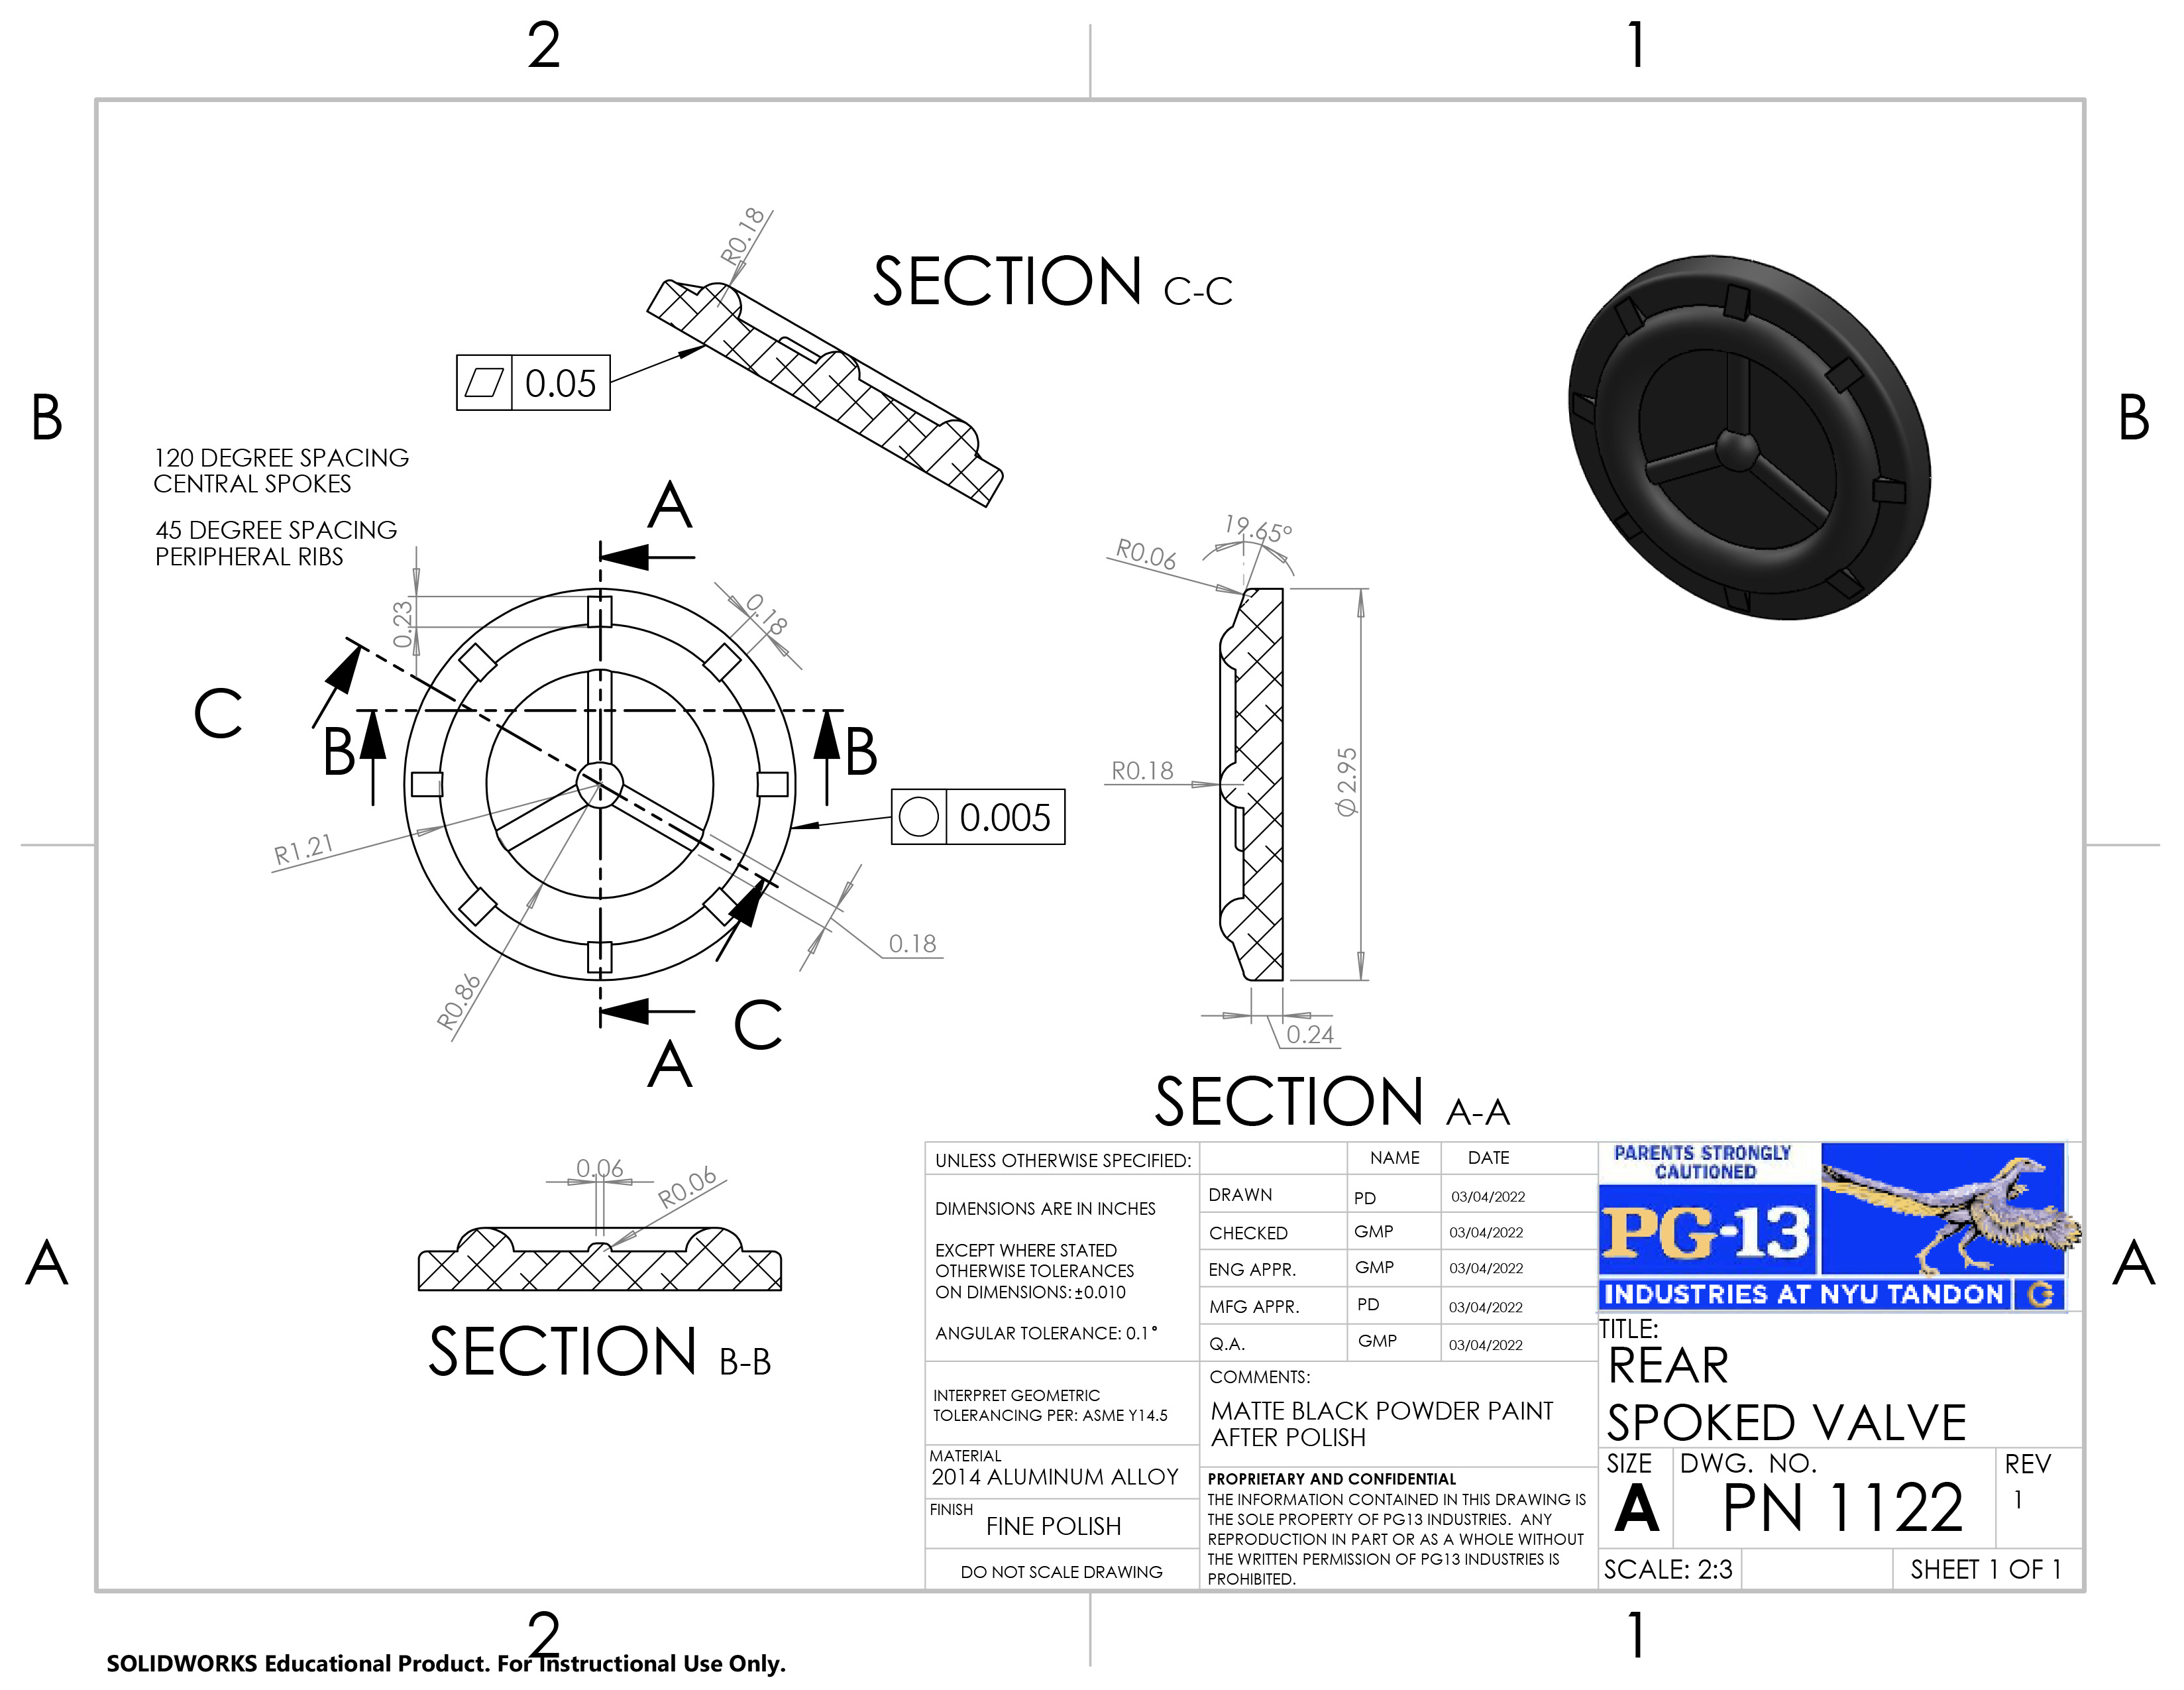 2
1
R0.18
SECTION C-C
0.05
B
B
120 DEGREE SPACING
CENTRAL SPOKES
45 DEGREE SPACING
PERIPHERAL RIBS
A
19.65°
R0.06
0.23
0.18
C
B
B
R0.18
Ø2.95
0.005
R1.21
0.18
R0.86
C
A
0.24
SECTION A-A
0.06
R0.06
SECTION B-B
A
A
UNLESS OTHERWISE SPECIFIED:
DIMENSIONS ARE IN INCHES
EXCEPT WHERE STATED
OTHERWISE TOLERANCES
ON DIMENSIONS:±0.010
ANGULAR TOLERANCE: 0.1°
INTERPRET GEOMETRIC
TOLERANCING PER: ASME Y14.5
MATERIAL
2014 ALUMINUM ALLOY
FINISH
FINE POLISH
DO NOT SCALE DRAWING
NAME DATE
DRAWN PD 03/04/2022
CHECKED GMP 03/04/2022
ENG APPR. GMP 03/04/2022
MFG APPR. PD 03/04/2022
Q.A. GMP 03/04/2022
COMMENTS:
MATTE BLACK POWDER PAINT
AFTER POLISH
PROPRIETARY AND CONFIDENTIAL
THE INFORMATION CONTAINED IN THIS DRAWING IS
THE SOLE PROPERTY OF PG13 INDUSTRIES. ANY
REPRODUCTION IN PART OR AS A WHOLE WITHOUT
THE WRITTEN PERMISSION OF PG13 INDUSTRIES IS
PROHIBITED.
PARENTS STRONGLY
CAUTIONED
PG-13
INDUSTRIES AT NYU TANDON
TITLE:
REAR
SPOKED VALVE
SIZE DWG. NO. REV
A PN 1122 1
SCALE: 2:3 SHEET 1 OF 1
2
1
SOLIDWORKS Educational Product. For Instructional Use Only.